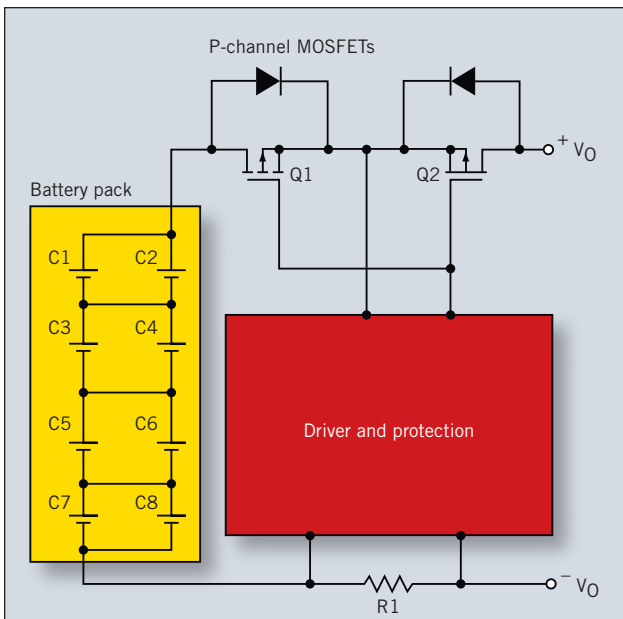 P-channel MOSFETs
+ VO
Q1
Q2
Battery pack
C1
C2
C3
C4
Driver and protection
C5
C6
C7
C8
− VO
R1